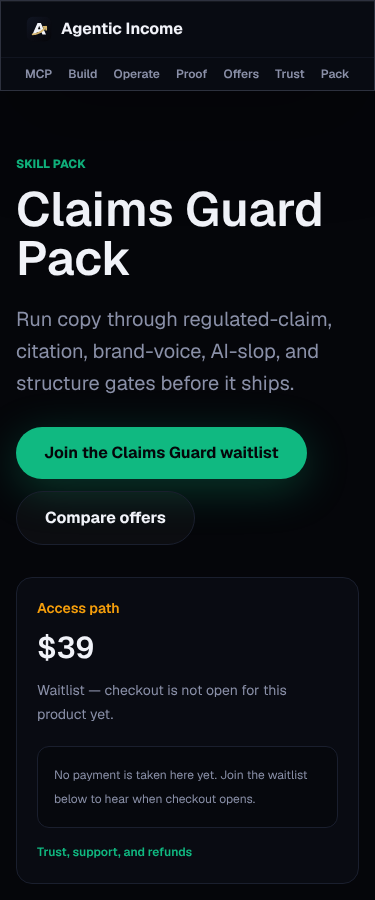 Agentic Income
MCP Build Operate Proof Offers Trust Pack
SKILL PACK
Claims Guard
Pack
Run copy through regulated-claim,
citation, brand-voice, AI-slop, and
structure gates before it ships.
Join the Claims Guard waitlist
Compare offers
Access path
$39
Waitlist — checkout is not open for this
product yet.
No payment is taken here yet. Join the waitlist
below to hear when checkout opens.
Trust, support, and refunds